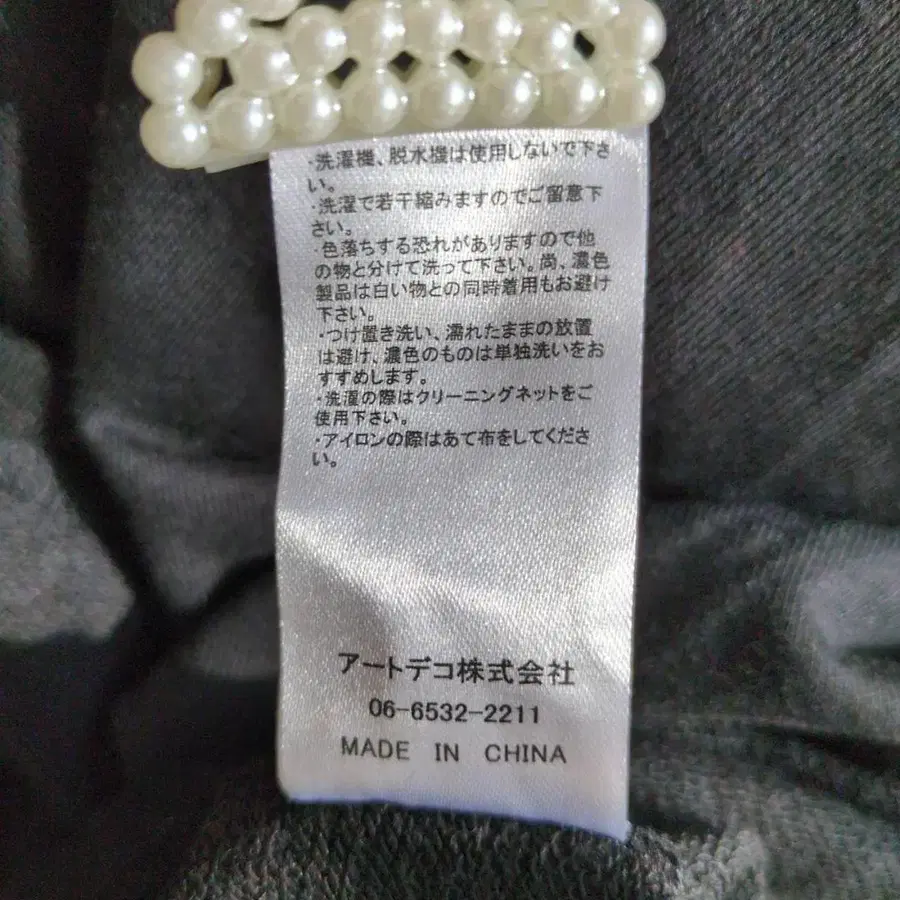 ・洗濯機、脱水機は使用しないで下さ
い。
・洗濯で若干縮みますのでご留意下
さい。
・色落ちする恐れがありますので他
の物と分けて洗って下さい。尚、濃色
製品は白い物との同時着用もお避け
下さい。
・つけ置き洗い、濡れたままの放置
は避け、濃色のものは単独洗いをお
すすめします。
・洗濯の際はクリーニングネットをご
使用下さい。
・アイロンの際はあて布をしてくださ
い。
アートデコ株式会社
06-6532-2211
MADE IN CHINA